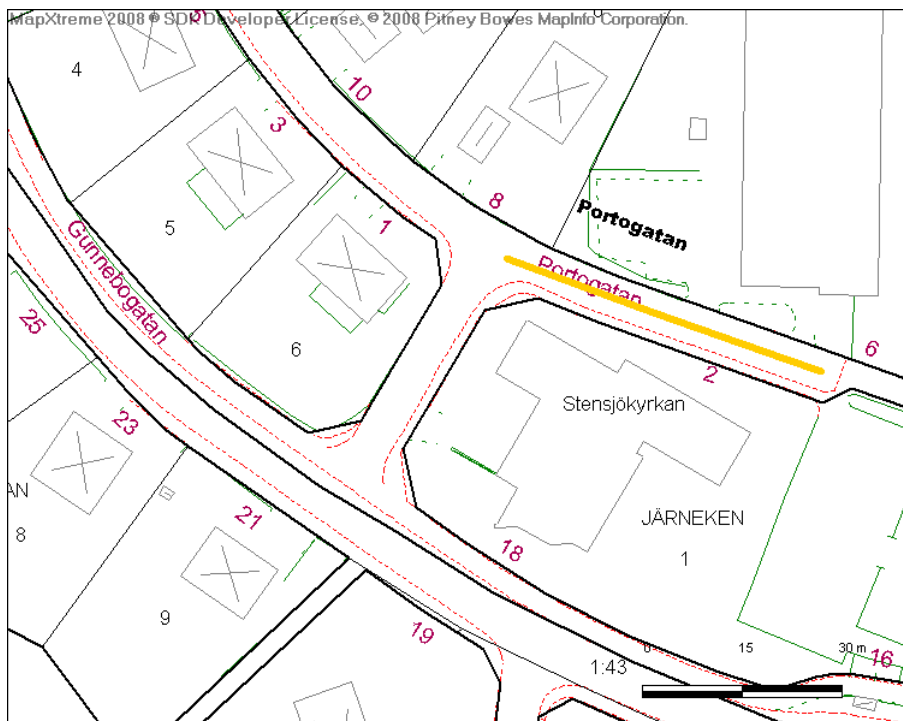 MapXtreme 2008 ® SDK Developer License, © 2008 Pitney Bowes MapInfo Corporation.
4
10
3
8
5
1
Portogatan
Gunnebogatan
Portogatan
25
6
6
2
Stensjökyrkan
23
AN
8
21
JÄRNEKEN
18
1
9
19
0 15 30 m
1:43
16